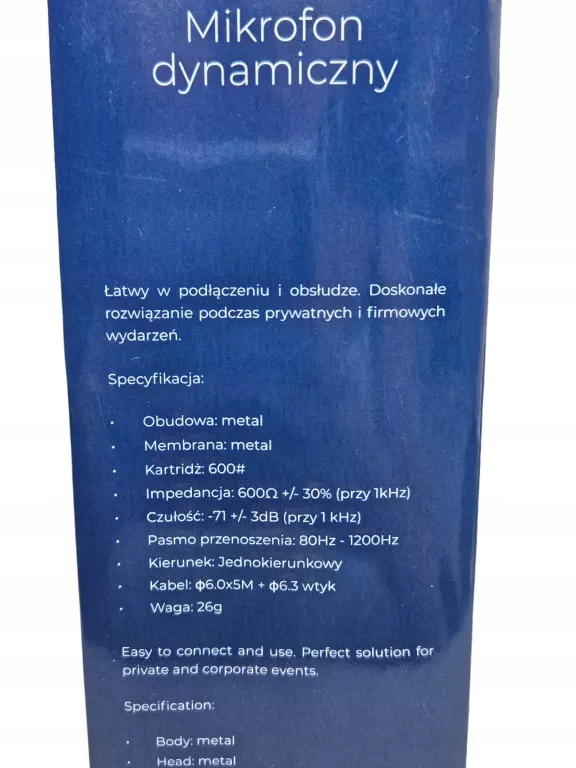 Mikrofon
dynamiczny
Łatwy w podłączeniu i obsłudze. Doskonałe
rozwiązanie podczas prywatnych i firmowych
wydarzeń.
Specyfikacja:
• Obudowa: metal
• Membrana: metal
• Kartridż: 600#
• Impedancja: 600Ω +/- 30% (przy 1kHz)
• Czułość: -71 +/- 3dB (przy 1 kHz)
• Pasmo przenoszenia: 80Hz - 1200Hz
• Kierunek: Jednokierunkowy
• Kabel: ϕ6.0x5M + ϕ6.3 wtyk
• Waga: 26g
Easy to connect and use. Perfect solution for
private and corporate events.
Specification:
• Body: metal
• Head: metal